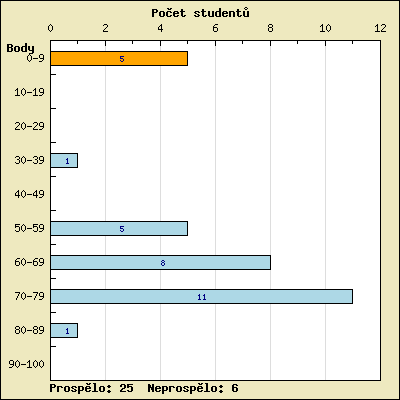 Počet studentů
0 2 4 6 8 10 12
Body
0-9 5
10-19
20-29
30-39 1
40-49
50-59 5
60-69 8
70-79 11
80-89 1
90-100
Prospělo: 25 Neprospělo: 6